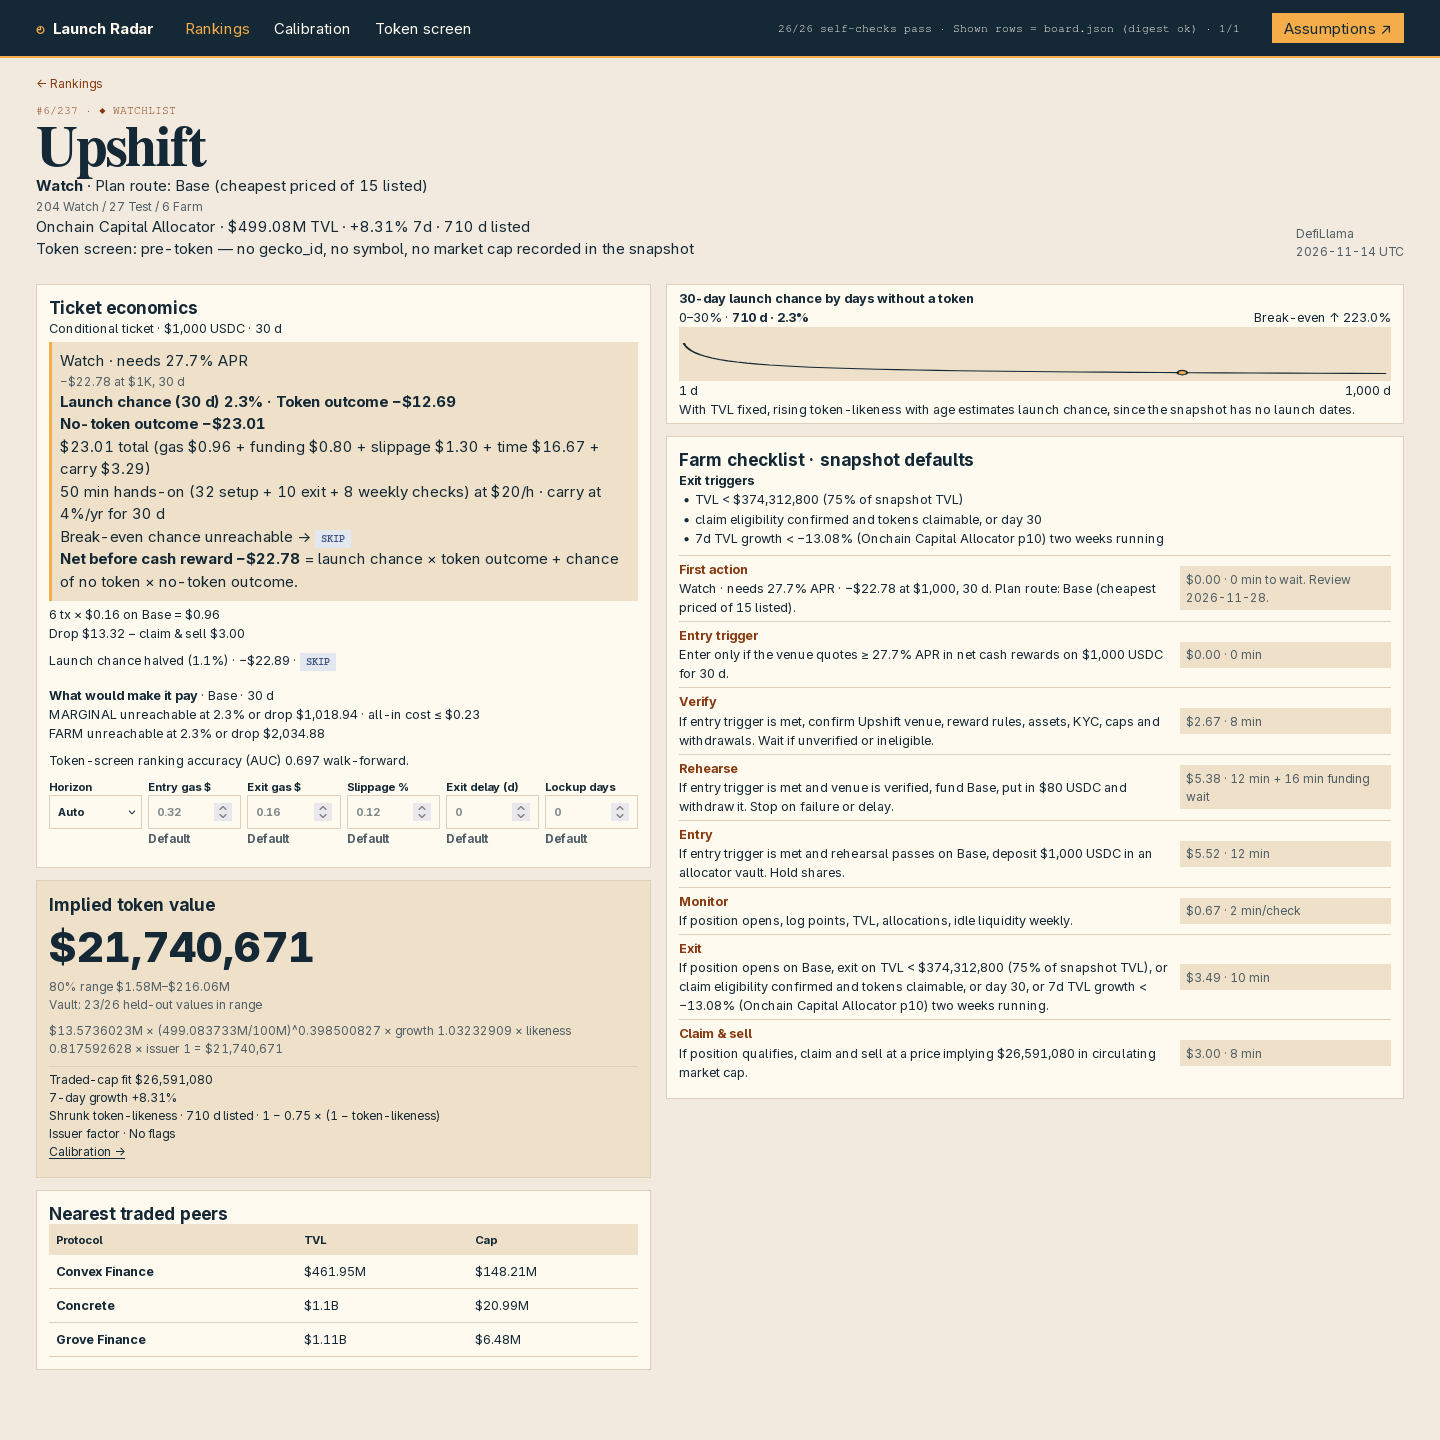 Launch Radar
Rankings
Calibration
Token screen
26/26 self-checks pass · Shown rows = board.json (digest ok) · 1/1
Assumptions ↗
← Rankings
#6/237 · ◆ WATCHLIST
Upshift
Watch · Plan route: Base (cheapest priced of 15 listed)
204 Watch / 27 Test / 6 Farm
Onchain Capital Allocator · $499.08M TVL · +8.31% 7d · 710 d listed
Token screen: pre-token — no gecko_id, no symbol, no market cap recorded in the snapshot
DefiLlama
2026-11-14 UTC
Ticket economics
Conditional ticket · $1,000 USDC · 30 d
Watch · needs 27.7% APR
−$22.78 at $1K, 30 d
Launch chance (30 d) 2.3% · Token outcome −$12.69
No-token outcome −$23.01
$23.01 total (gas $0.96 + funding $0.80 + slippage $1.30 + time $16.67 +
carry $3.29)
50 min hands-on (32 setup + 10 exit + 8 weekly checks) at $20/h · carry at
4%/yr for 30 d
Break-even chance unreachable → SKIP
Net before cash reward −$22.78 = launch chance × token outcome + chance
of no token × no-token outcome.
6 tx × $0.16 on Base = $0.96
Drop $13.32 − claim & sell $3.00
Launch chance halved (1.1%) · −$22.89 · SKIP
What would make it pay · Base · 30 d
MARGINAL unreachable at 2.3% or drop $1,018.94 · all-in cost ≤ $0.23
FARM unreachable at 2.3% or drop $2,034.88
Token-screen ranking accuracy (AUC) 0.697 walk-forward.
Horizon
Entry gas $
Exit gas $
Slippage %
Exit delay (d)
Lockup days
Auto
0.32
0.16
0.12
0
0
Default
Default
Default
Default
Default
Implied token value
$21,740,671
80% range $1.58M–$216.06M
Vault: 23/26 held-out values in range
$13.5736023M × (499.083733M/100M)^0.398500827 × growth 1.03232909 × likeness
0.817592628 × issuer 1 = $21,740,671
Traded-cap fit $26,591,080
7-day growth +8.31%
Shrunk token-likeness · 710 d listed · 1 − 0.75 × (1 − token-likeness)
Issuer factor · No flags
Calibration →
Nearest traded peers
Protocol
TVL
Cap
Convex Finance
$461.95M
$148.21M
Concrete
$1.1B
$20.99M
Grove Finance
$1.11B
$6.48M
30-day launch chance by days without a token
0–30% · 710 d · 2.3%
Break-even ↑ 223.0%
1 d
1,000 d
With TVL fixed, rising token-likeness with age estimates launch chance, since the snapshot has no launch dates.
Farm checklist · snapshot defaults
Exit triggers
• TVL < $374,312,800 (75% of snapshot TVL)
• claim eligibility confirmed and tokens claimable, or day 30
• 7d TVL growth < −13.08% (Onchain Capital Allocator p10) two weeks running
First action
Watch · needs 27.7% APR · −$22.78 at $1,000, 30 d. Plan route: Base (cheapest
priced of 15 listed).
$0.00 · 0 min to wait. Review
2026-11-28.
Entry trigger
Enter only if the venue quotes ≥ 27.7% APR in net cash rewards on $1,000 USDC
for 30 d.
$0.00 · 0 min
Verify
If entry trigger is met, confirm Upshift venue, reward rules, assets, KYC, caps and
withdrawals. Wait if unverified or ineligible.
$2.67 · 8 min
Rehearse
If entry trigger is met and venue is verified, fund Base, put in $80 USDC and
withdraw it. Stop on failure or delay.
$5.38 · 12 min + 16 min funding
wait
Entry
If entry trigger is met and rehearsal passes on Base, deposit $1,000 USDC in an
allocator vault. Hold shares.
$5.52 · 12 min
Monitor
If position opens, log points, TVL, allocations, idle liquidity weekly.
$0.67 · 2 min/check
Exit
If position opens on Base, exit on TVL < $374,312,800 (75% of snapshot TVL), or
claim eligibility confirmed and tokens claimable, or day 30, or 7d TVL growth <
−13.08% (Onchain Capital Allocator p10) two weeks running.
$3.49 · 10 min
Claim & sell
If position qualifies, claim and sell at a price implying $26,591,080 in circulating
market cap.
$3.00 · 8 min